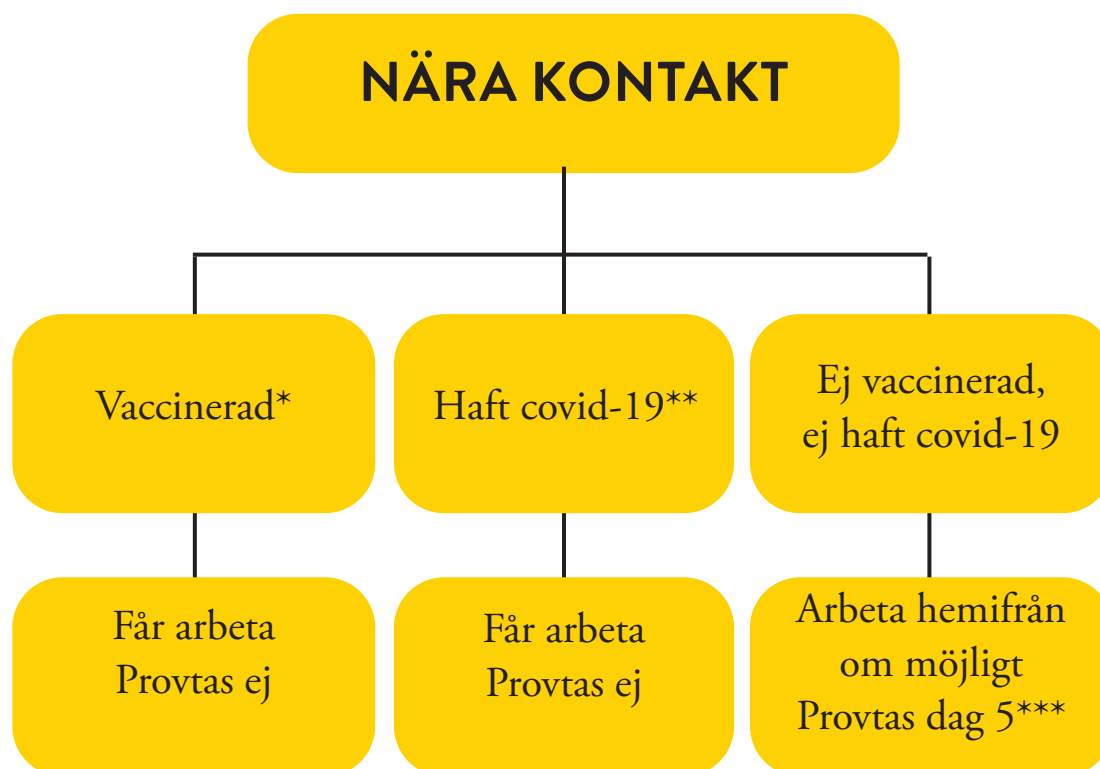 NÄRA KONTAKT
Vaccinerad*
Haft covid-19**
Ej vaccinerad,
ej haft covid-19
Får arbeta
Provtas ej
Får arbeta
Provtas ej
Arbeta hemifrån
om möjligt
Provtas dag 5***